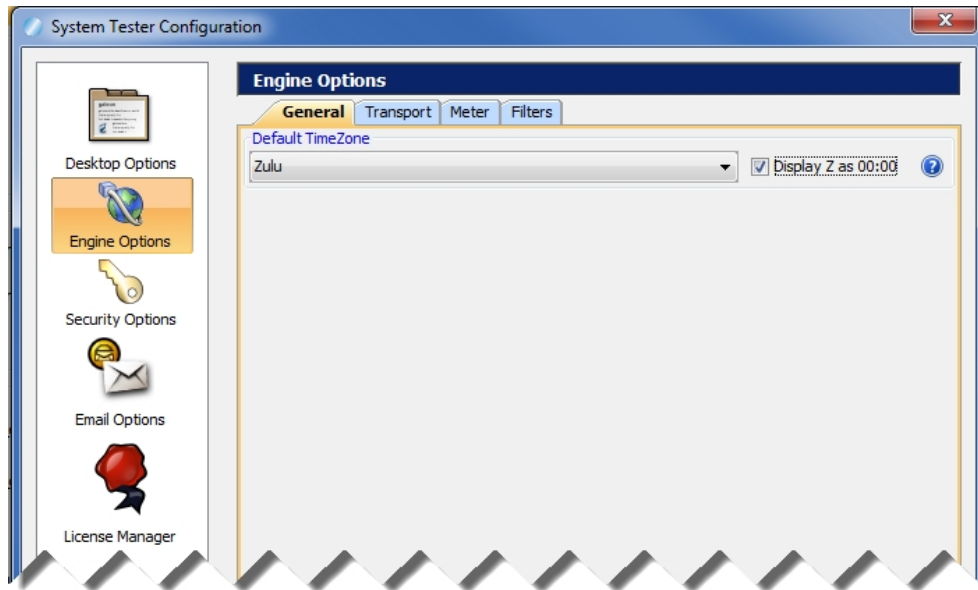 System Tester Configuration
Desktop Options
Engine Options
Security Options
Email Options
License Manager
Engine Options
General Transport Meter Filters
Default TimeZone
Zulu Display Z as 00:00